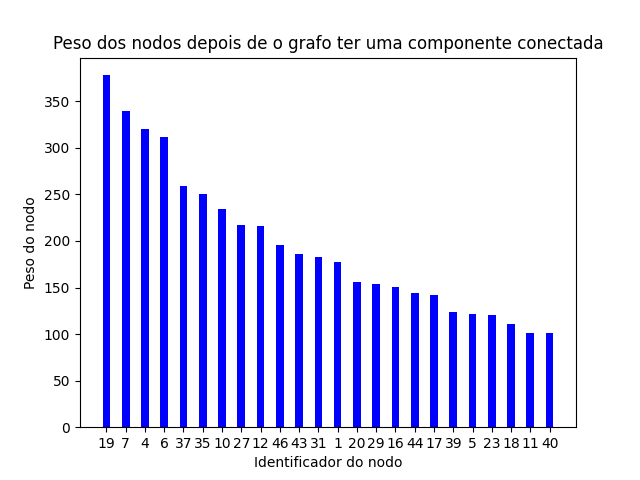 Peso dos nodos depois de o grafo ter uma componente conectada
Peso do nodo
350
300
250
200
150
100
50
0
19 7 4 6 37 35 10 27 12 46 43 31 1 20 29 16 44 17 39 5 23 18 11 40
Identificador do nodo